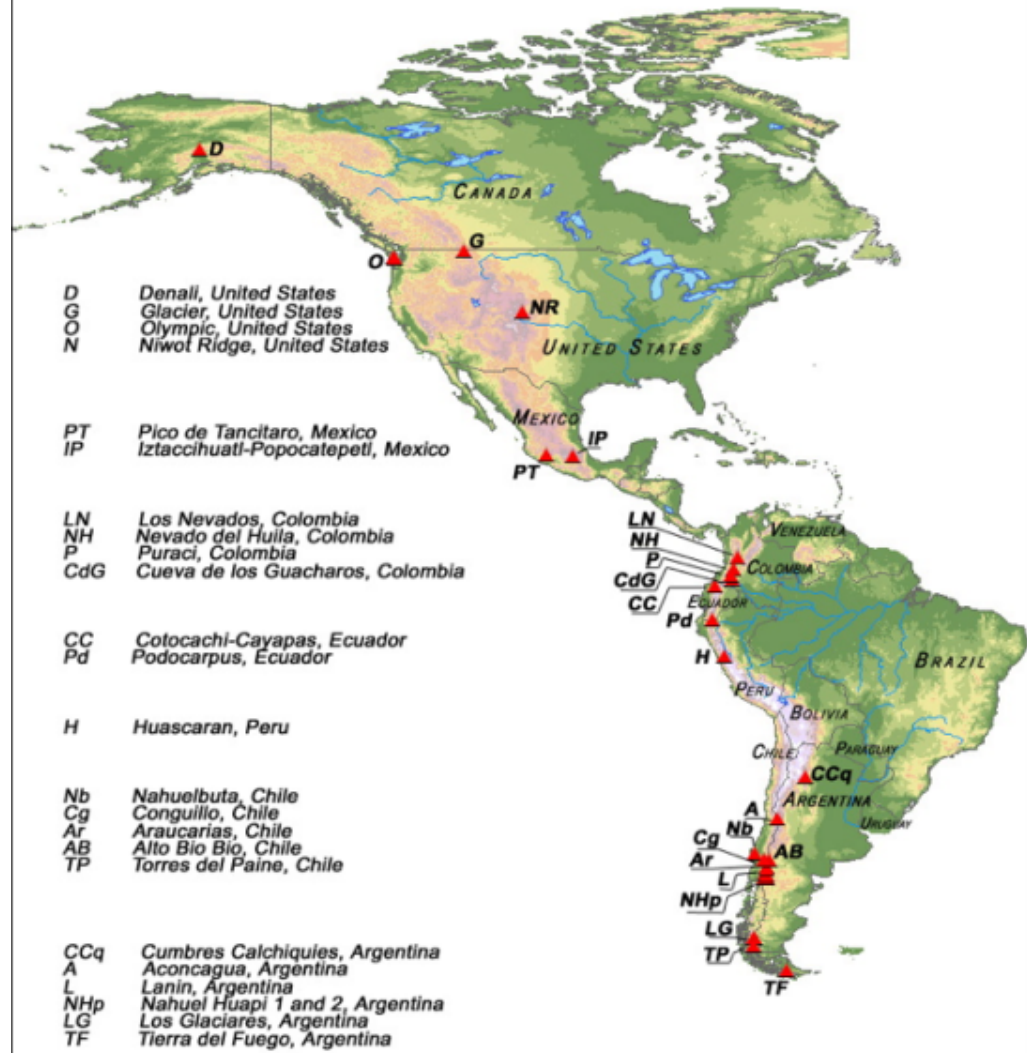 D
CANADA
G
O
NR
UNITED STATES
MEXICO
IP
PT
LN
NH
P
CdG
CC
VENEZUELA
COLOMBIA
ECUADOR
Pd
H
BRAZIL
PERU
BOLIVIA
CHILE
PARAGUAY
CCq
ARGENTINA
A
URUGUAY
Nb
Cg
AB
Ar
L
NHp
LG
TP
TF
D Denali, United States
G Glacier, United States
O Olympic, United States
N Niwot Ridge, United States
PT Pico de Tancitaro, Mexico
IP Iztaccihuatl-Popocatepetl, Mexico
LN Los Nevados, Colombia
NH Nevado del Huila, Colombia
P Puraci, Colombia
CdG Cueva de los Guacharos, Colombia
CC Cotocachi-Cayapas, Ecuador
Pd Podocarpus, Ecuador
H Huascaran, Peru
Nb Nahuelbuta, Chile
Cg Conguillo, Chile
Ar Araucarias, Chile
AB Alto Bio Bio, Chile
TP Torres del Paine, Chile
CCq Cumbres Calchiquies, Argentina
A Aconcagua, Argentina
L Lanin, Argentina
NHp Nahuel Huapi 1 and 2, Argentina
LG Los Glaciares, Argentina
TF Tierra del Fuego, Argentina